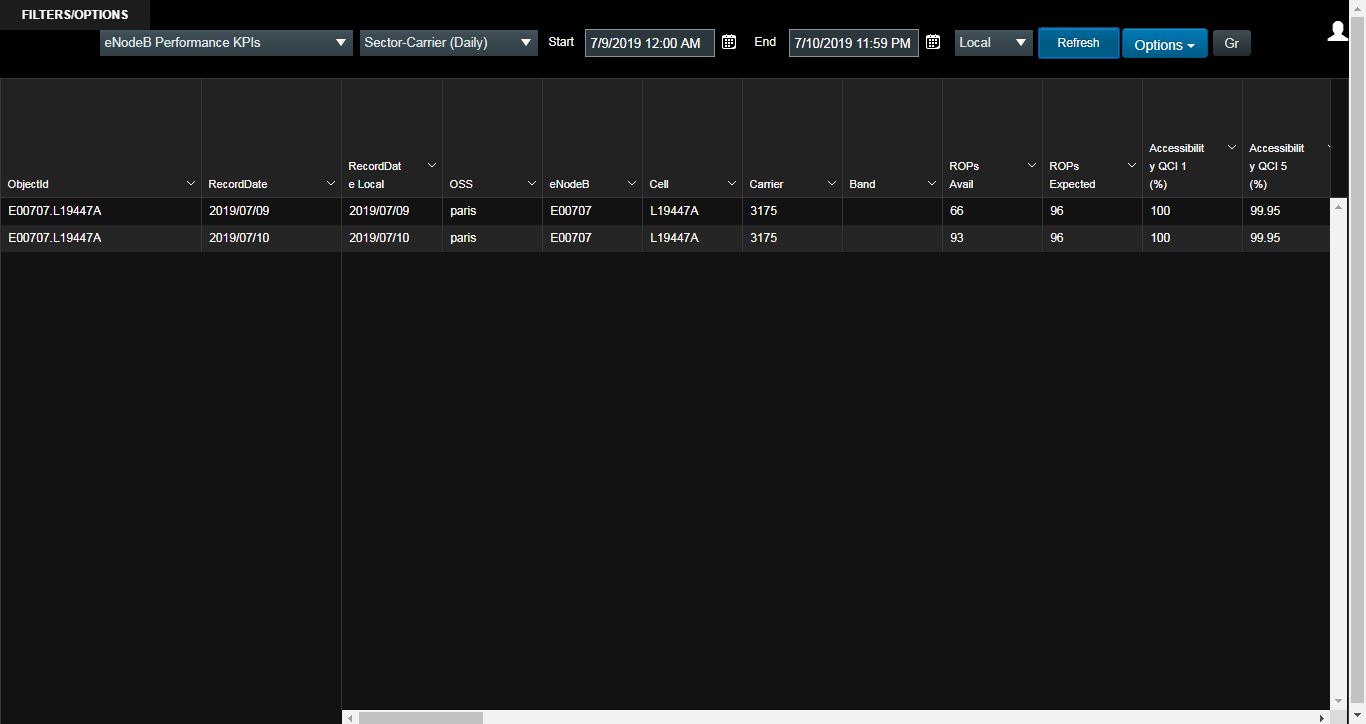 FILTERS/OPTIONS
eNodeB Performance KPIs Sector-Carrier (Daily) Start 7/9/2019 12:00 AM End 7/10/2019 11:59 PM Local Refresh Options Gr
ObjectId RecordDate RecordDat
e Local OSS eNodeB Cell Carrier Band ROPs
Avail ROPs
Expected Accessibilit
y QCI 1
(%) Accessibilit
y QCI 5
(%)
E00707.L19447A 2019/07/09 2019/07/09 paris E00707 L19447A 3175 66 96 100 99.95
E00707.L19447A 2019/07/10 2019/07/10 paris E00707 L19447A 3175 93 96 100 99.95